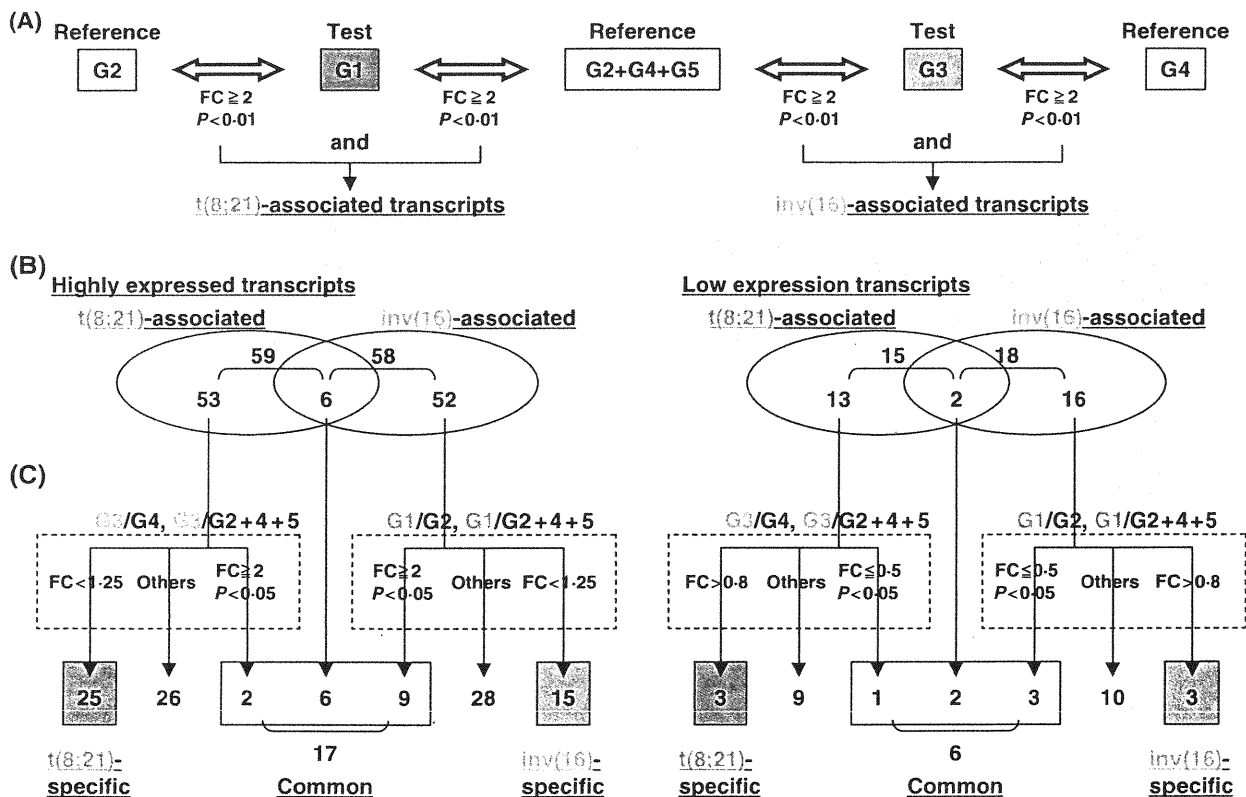 (A)
Reference Test Reference Test Reference
G2 G1 G2+G4+G5 G3 G4
FC≧2 FC≧2 FC≧2 FC≧2
P<0·01 P<0·01 P<0·01 P<0·01
and and
t(8;21)-associated transcripts inv(16)-associated transcripts
(B)
Highly expressed transcripts Low expression transcripts
t(8;21)-associated inv(16)-associated t(8;21)-associated inv(16)-associated
59 58 15 18
53 6 52 13 2 16
(C)
G3/G4, G3/G2+4+5 G1/G2, G1/G2+4+5 G3/G4, G3/G2+4+5 G1/G2, G1/G2+4+5
FC<1·25 Others FC≧2 FC≧2 Others FC<1·25 FC>0·8 Others FC≦0·5 FC≦0·5 Others FC>0·8
P<0·05 P<0·05 P<0·05 P<0·05
25 26 2 6 9 28 15 3 9 1 2 3 10 3
17 6
t(8;21)- inv(16)- t(8;21)- inv(16)-
specific Common specific specific Common specific